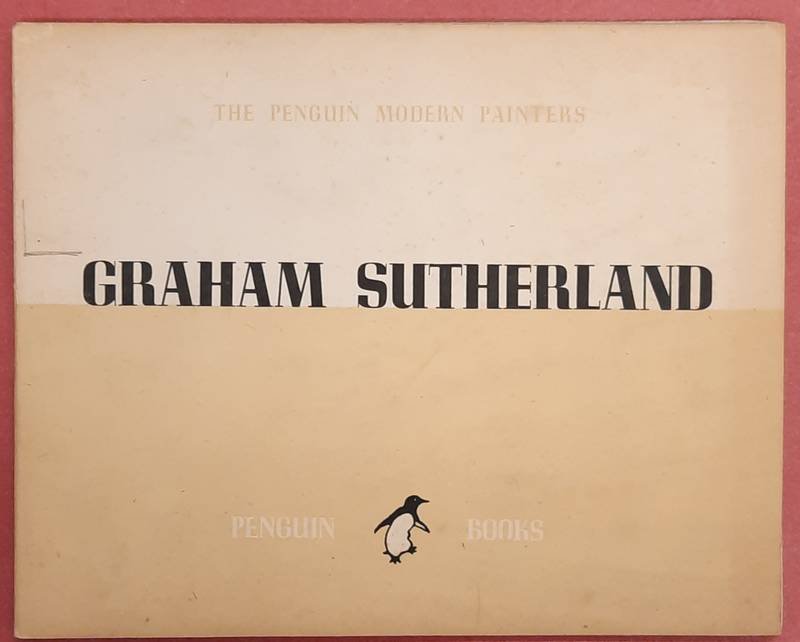 THE PENGUIN MODERN PAINTERS
GRAHAM SUTHERLAND
PENGUIN BOOKS